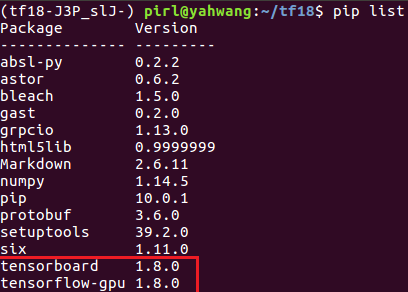 (tf18-J3P_slJ-) pirl@yahwang:~/tf18$ pip list
Package Version
-------------- ---------
absl-py 0.2.2
astor 0.6.2
bleach 1.5.0
gast 0.2.0
grpcio 1.13.0
html5lib 0.9999999
Markdown 2.6.11
numpy 1.14.5
pip 10.0.1
protobuf 3.6.0
setuptools 39.2.0
six 1.11.0
tensorboard 1.8.0
tensorflow-gpu 1.8.0